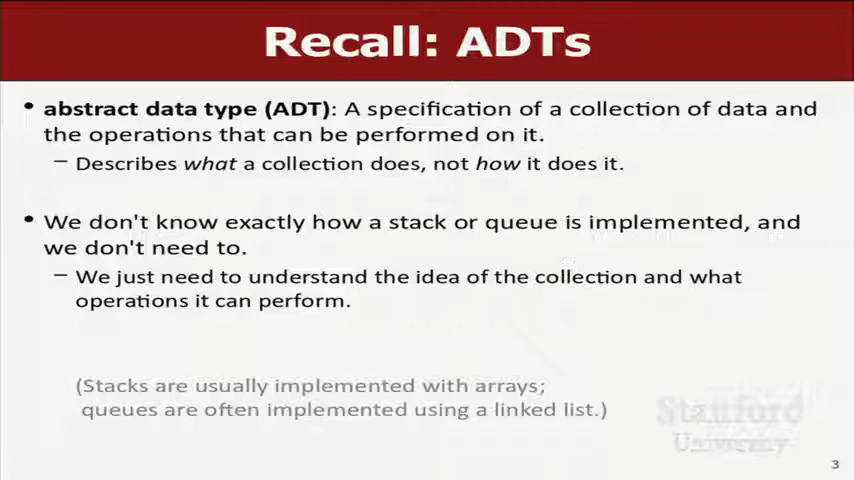 Recall: ADTs
• abstract data type (ADT): A specification of a collection of data and
the operations that can be performed on it.
– Describes what a collection does, not how it does it.
• We don't know exactly how a stack or queue is implemented, and
we don't need to.
– We just need to understand the idea of the collection and what
operations it can perform.
(Stacks are usually implemented with arrays;
queues are often implemented using a linked list.)
Stanford
University
3